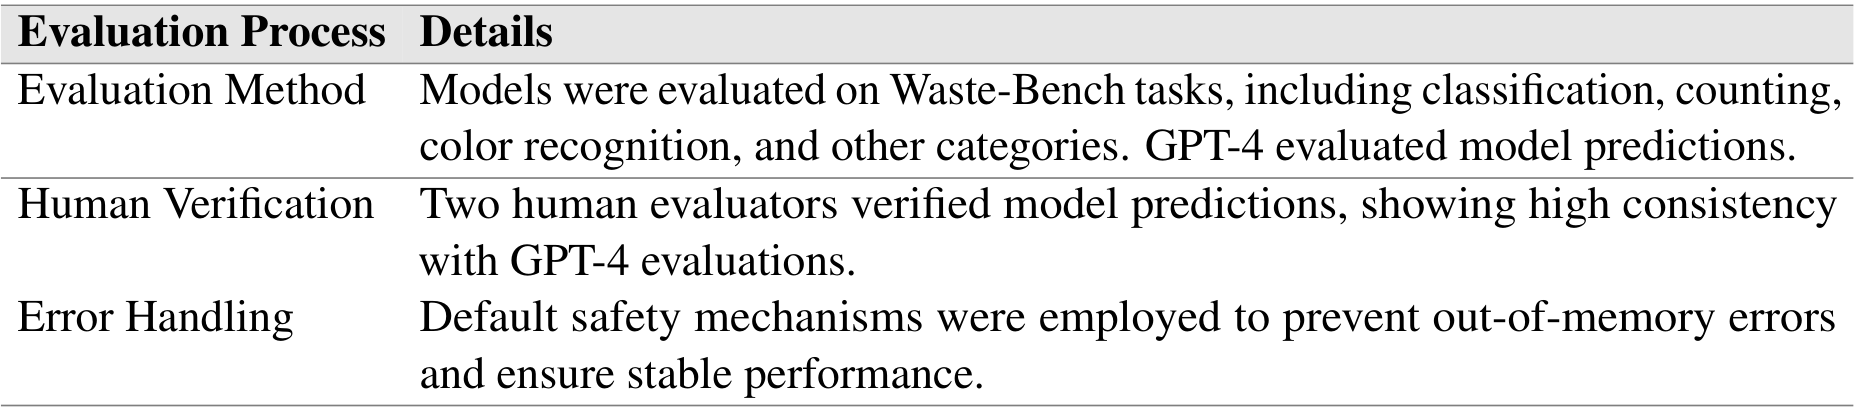 Evaluation Process Details
Evaluation Method Models were evaluated on Waste-Bench tasks, including classification, counting,
color recognition, and other categories. GPT-4 evaluated model predictions.
Human Verification Two human evaluators verified model predictions, showing high consistency
with GPT-4 evaluations.
Error Handling Default safety mechanisms were employed to prevent out-of-memory errors
and ensure stable performance.